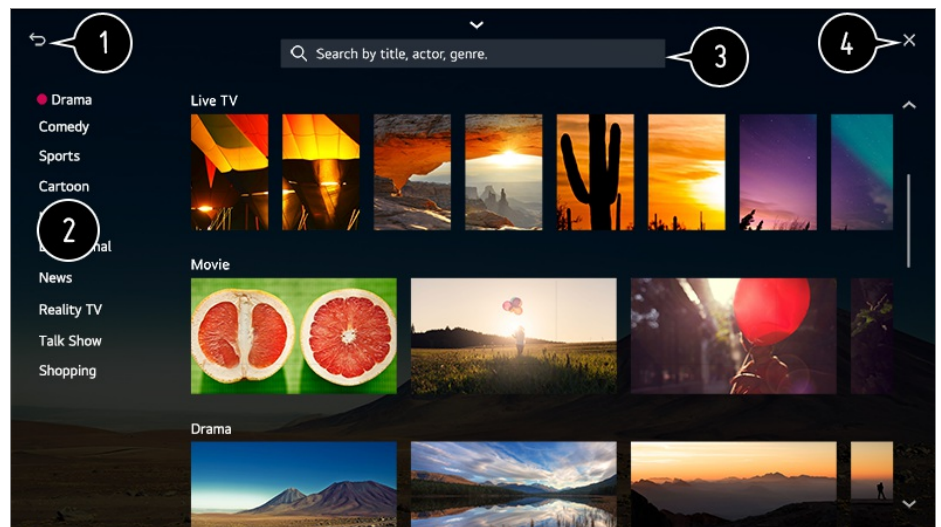 1
Search by title, actor, genre.
3
4
Drama
Comedy
Sports
Cartoon
2
News
Reality TV
Talk Show
Shopping
Live TV
Movie
Drama